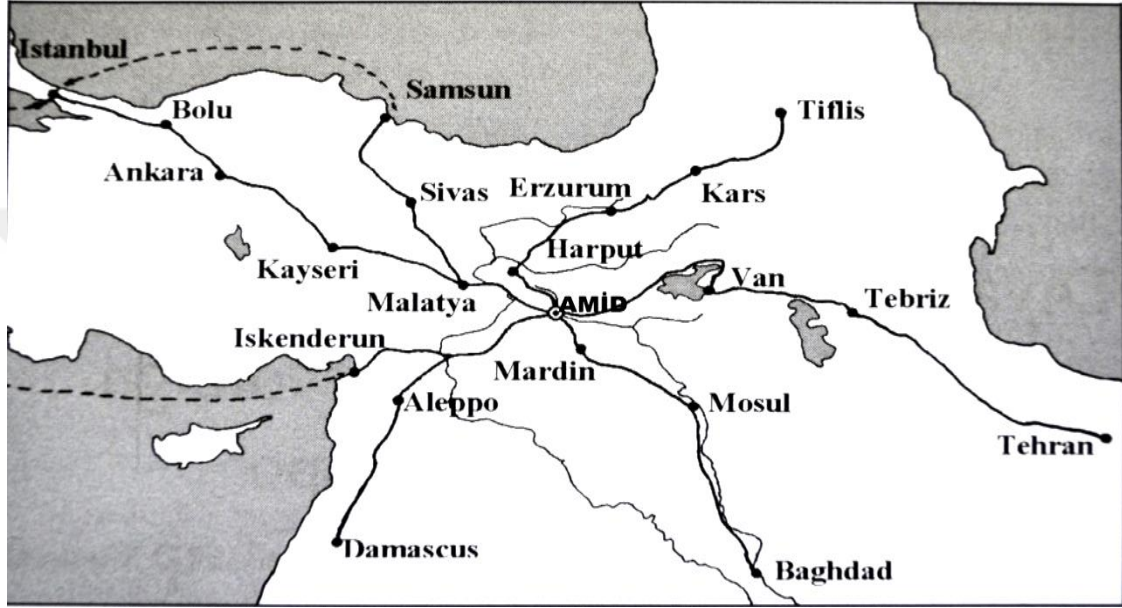 Istanbul
Samsun
Bolu
Tiflis
Ankara
Sivas
Erzurum
Kars
Harput
Kayseri
Van
Malatya
AMİD
Tebriz
Iskenderun
Mardin
Aleppo
Mosul
Tehran
Damascus
Baghdad